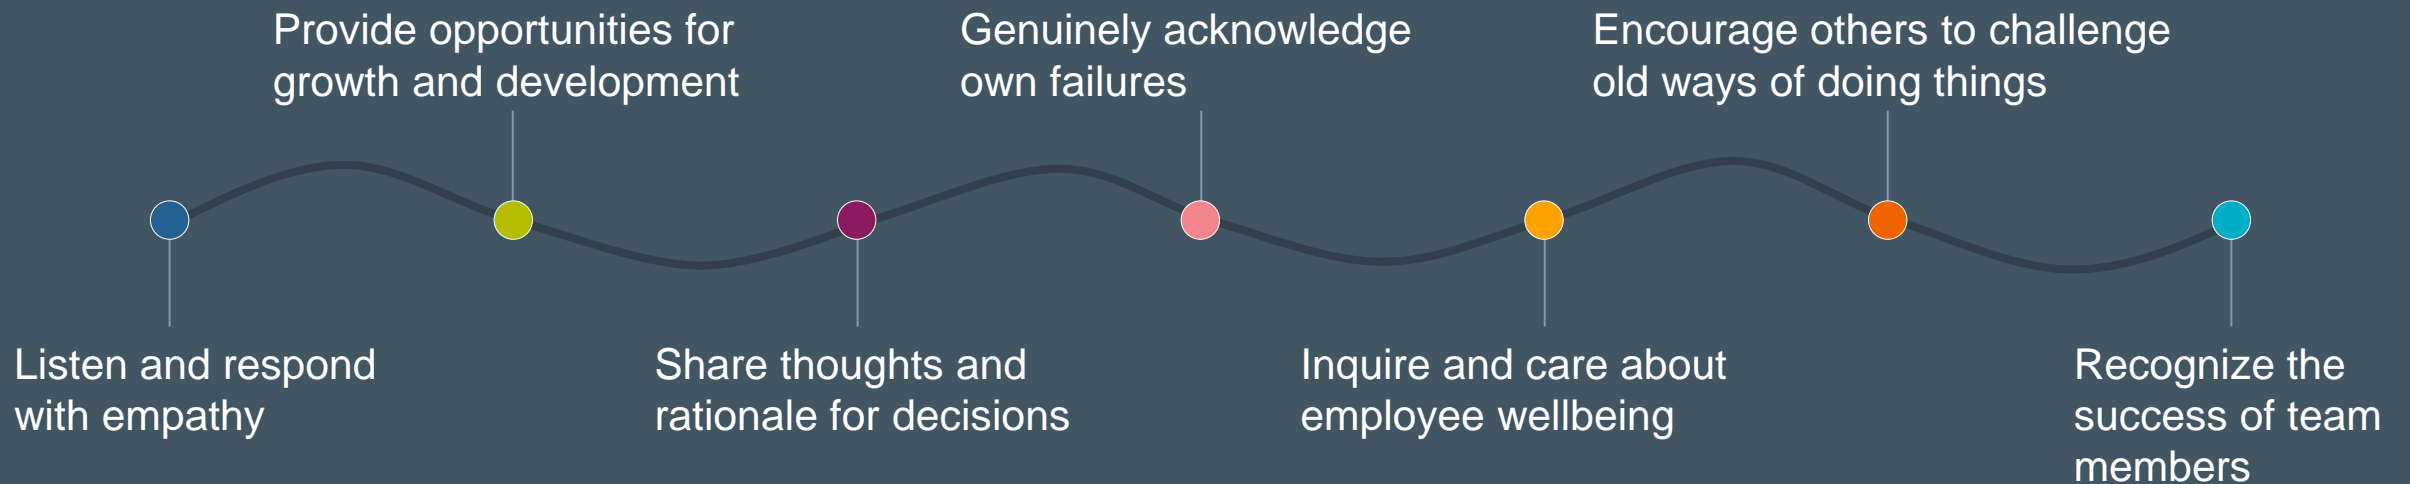 Provide opportunities for
growth and development
Genuinely acknowledge
own failures
Encourage others to challenge
old ways of doing things
Listen and respond
with empathy
Share thoughts and
rationale for decisions
Inquire and care about
employee wellbeing
Recognize the
success of team
members